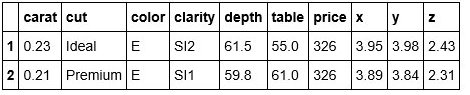 carat cut color clarity depth table price x y z
1 0.23 Ideal E SI2 61.5 55.0 326 3.95 3.98 2.43
2 0.21 Premium E SI1 59.8 61.0 326 3.89 3.84 2.31